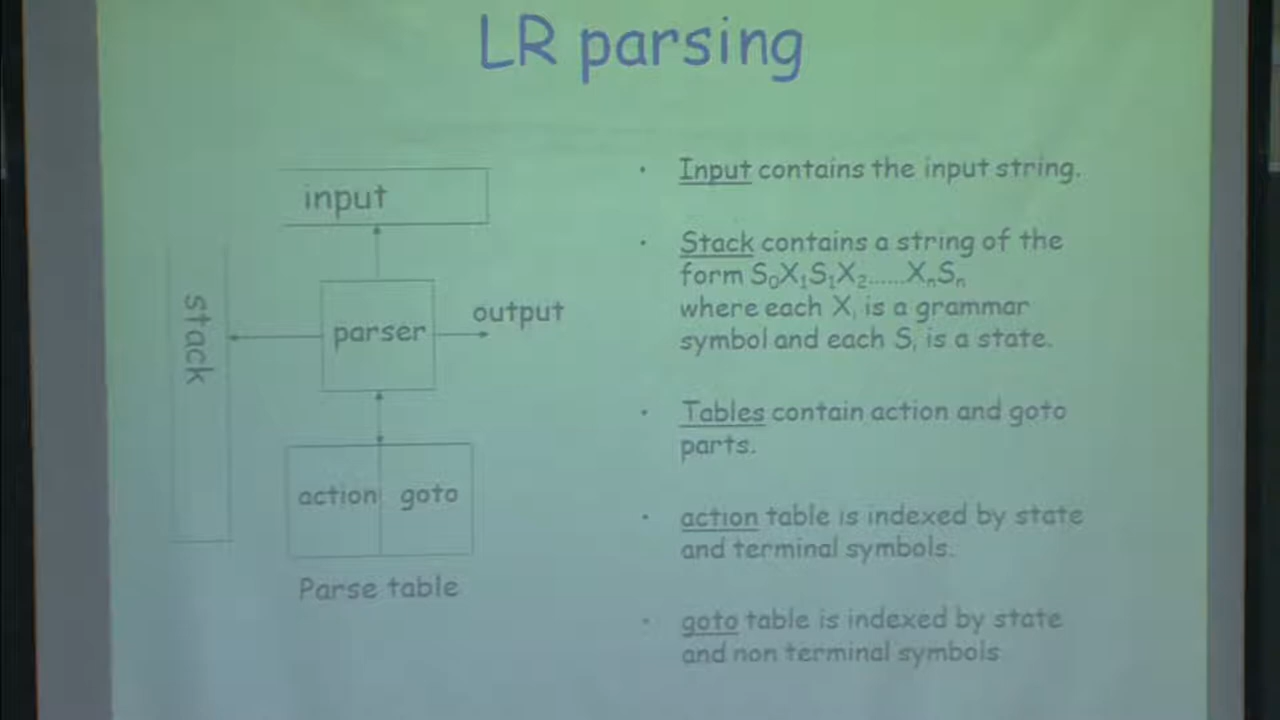 LR parsing
input
stack
parser
output
action goto
Parse table
Input contains the input string.
Stack contains a string of the
form S₀X₁S₁X₂......XₙSₙ
where each Xᵢ is a grammar
symbol and each Sᵢ is a state.
Tables contain action and goto
parts.
action table is indexed by state
and terminal symbols.
goto table is indexed by state
and non terminal symbols